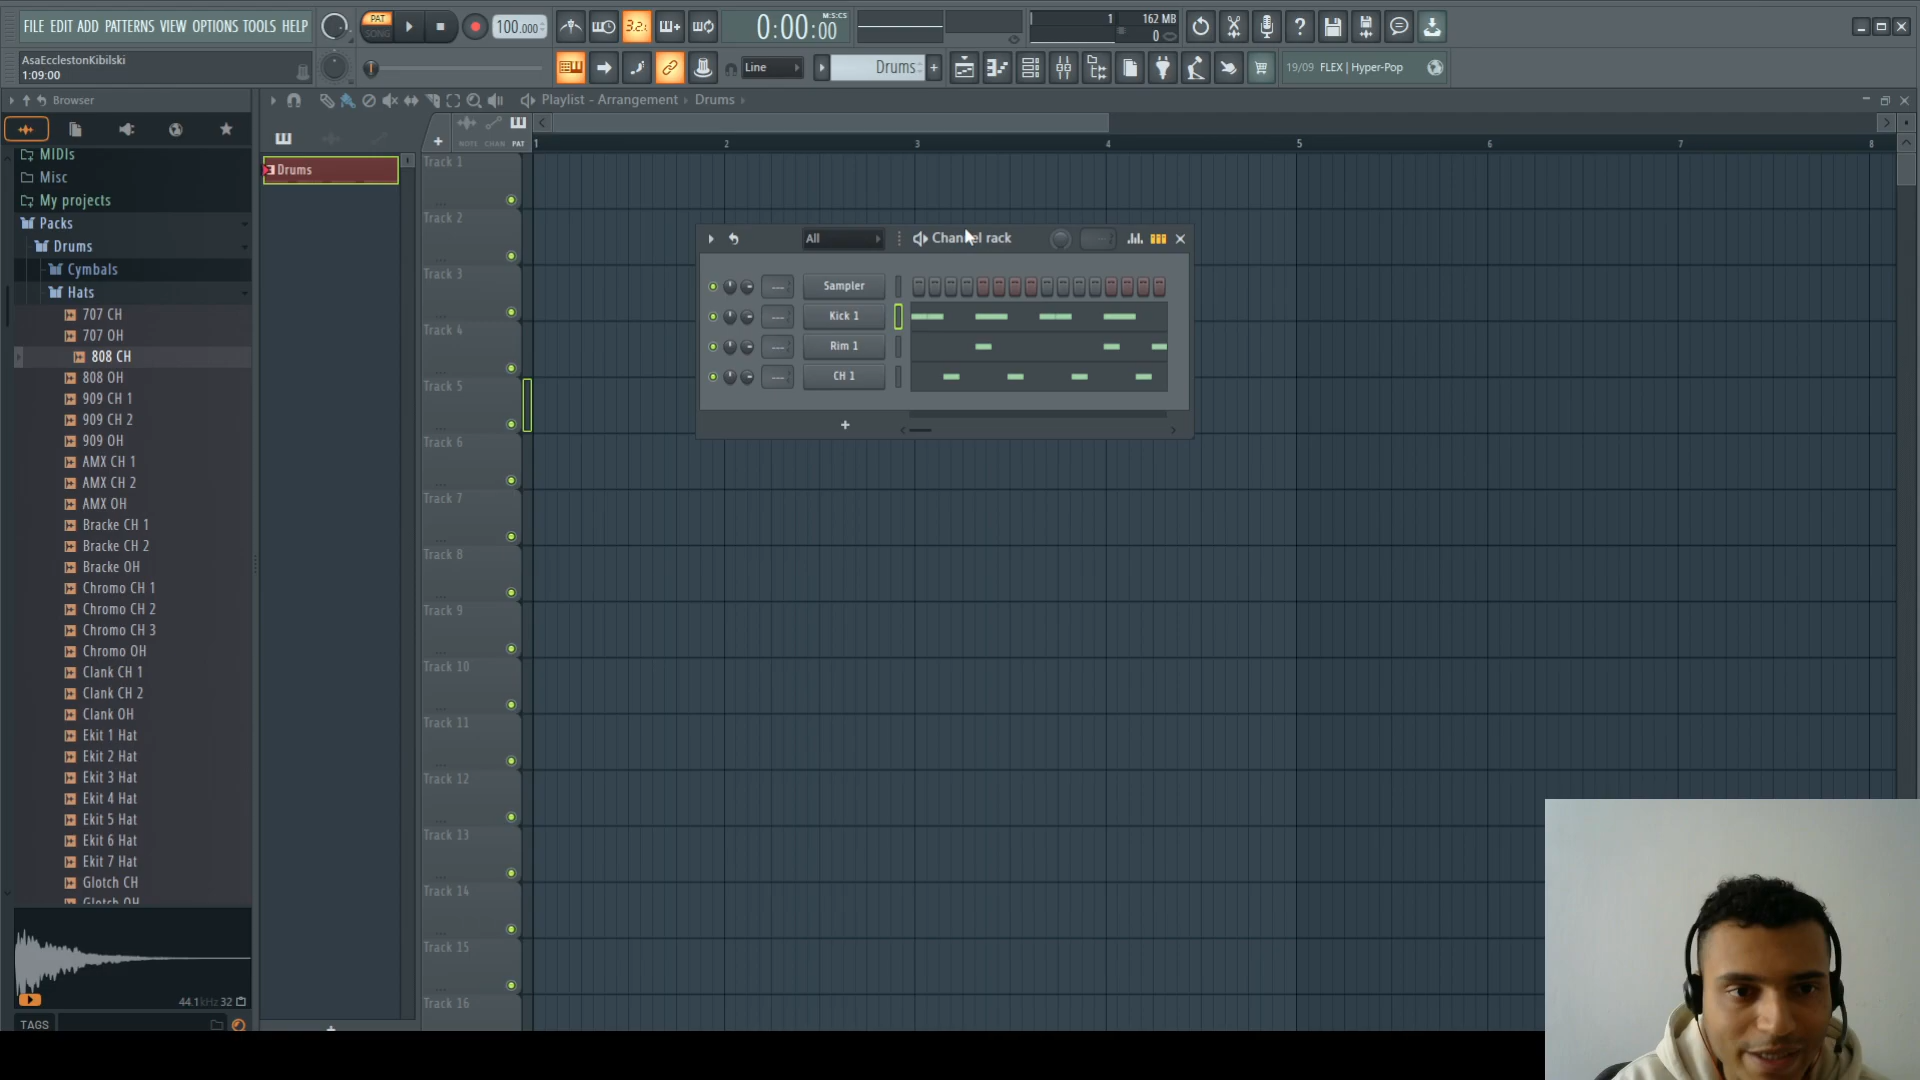 FILE EDIT ADD PATTERNS VIEW OPTIONS TOOLS HELP
PAT
SONG
100.000
3.2.
0:00:00
M:S:CS
1
162 MB
0
AsaEcclestonKibilski
1:09:00
Line
Drums
19/09 FLEX | Hyper-Pop
Browser
Playlist - Arrangement
Drums
NOTE CHAN PAT
1 2 3 4 5 6 7 8
MIDIs
Misc
My projects
Packs
Drums
Cymbals
Hats
707 CH
707 OH
808 CH
808 OH
909 CH 1
909 CH 2
909 OH
AMX CH 1
AMX CH 2
AMX OH
Bracke CH 1
Bracke CH 2
Bracke OH
Chromo CH 1
Chromo CH 2
Chromo CH 3
Chromo OH
Clank CH 1
Clank CH 2
Clank OH
Ekit 1 Hat
Ekit 2 Hat
Ekit 3 Hat
Ekit 4 Hat
Ekit 5 Hat
Ekit 6 Hat
Ekit 7 Hat
Glotch CH
Glotch OH
44.1kHz 32
TAGS
Drums
Track 1
Track 2
Track 3
Track 4
Track 5
Track 6
Track 7
Track 8
Track 9
Track 10
Track 11
Track 12
Track 13
Track 14
Track 15
Track 16
All
Channel rack
Sampler
Kick 1
Rim 1
CH 1